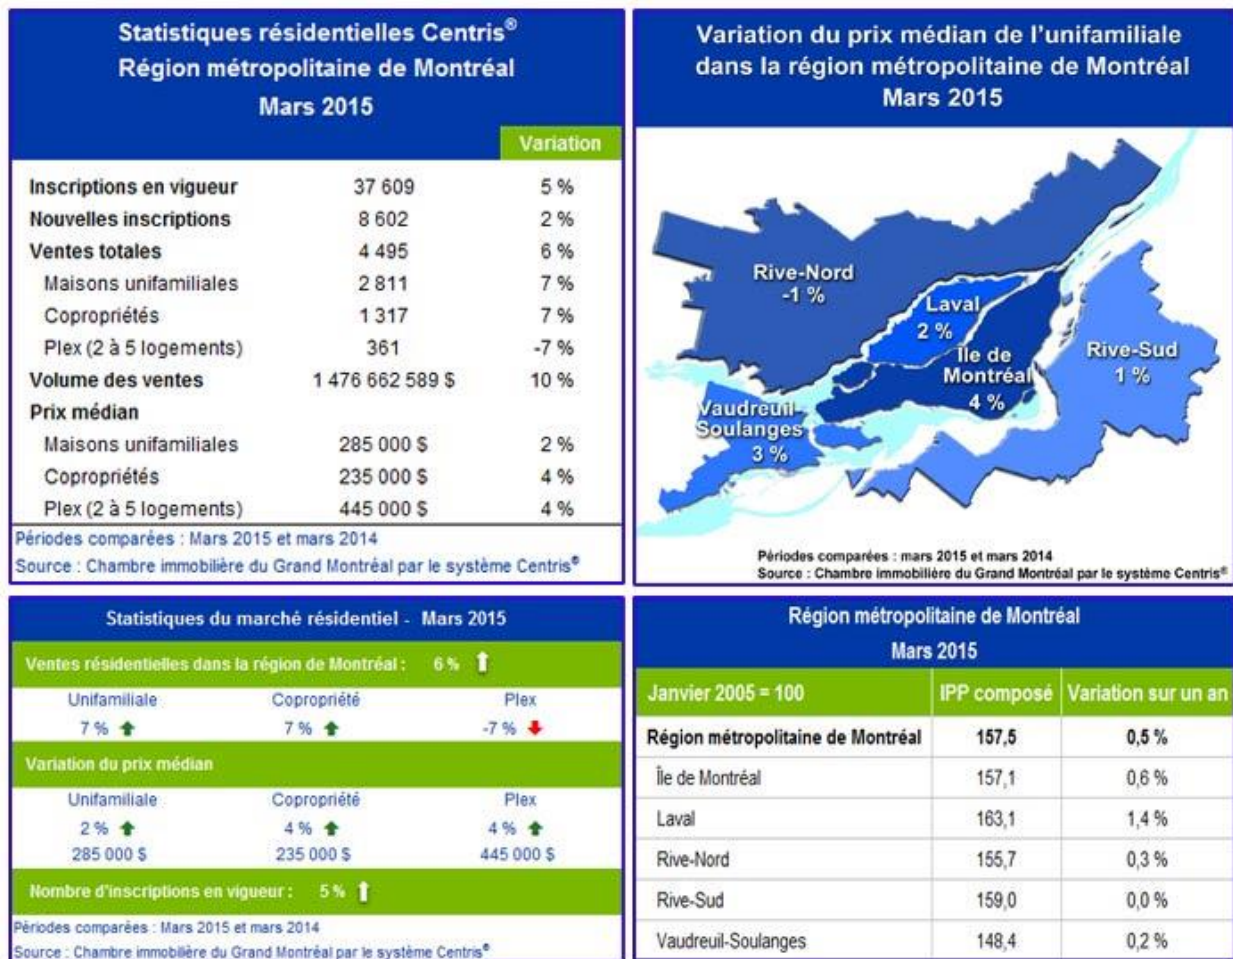 Statistiques résidentielles Centris®
Région métropolitaine de Montréal
Mars 2015
Variation
Inscriptions en vigueur 37 609 5 %
Nouvelles inscriptions 8 602 2 %
Ventes totales 4 495 6 %
Maisons unifamiliales 2 811 7 %
Copropriétés 1 317 7 %
Plex (2 à 5 logements) 361 -7 %
Volume des ventes 1 476 662 589 $ 10 %
Prix médian
Maisons unifamiliales 285 000 $ 2 %
Copropriétés 235 000 $ 4 %
Plex (2 à 5 logements) 445 000 $ 4 %
Périodes comparées : Mars 2015 et mars 2014
Source : Chambre immobilière du Grand Montréal par le système Centris®
Variation du prix médian de l'unifamiliale
dans la région métropolitaine de Montréal
Mars 2015
Rive-Nord
-1 %
Laval
2 %
Île de
Montréal
4 %
Rive-Sud
1 %
Vaudreuil-
Soulanges
3 %
Périodes comparées : mars 2015 et mars 2014
Source : Chambre immobilière du Grand Montréal par le système Centris®
Statistiques du marché résidentiel - Mars 2015
Ventes résidentielles dans la région de Montréal : 6 %
Unifamiliale Copropriété Plex
7 % 7 % -7 %
Variation du prix médian
Unifamiliale Copropriété Plex
2 % 4 % 4 %
285 000 $ 235 000 $ 445 000 $
Nombre d'inscriptions en vigueur : 5 %
Périodes comparées : Mars 2015 et mars 2014
Source : Chambre immobilière du Grand Montréal par le système Centris®
Région métropolitaine de Montréal
Mars 2015
Janvier 2005 = 100 IPP composé Variation sur un an
Région métropolitaine de Montréal 157,5 0,5 %
Île de Montréal 157,1 0,6 %
Laval 163,1 1,4 %
Rive-Nord 155,7 0,3 %
Rive-Sud 159,0 0,0 %
Vaudreuil-Soulanges 148,4 0,2 %